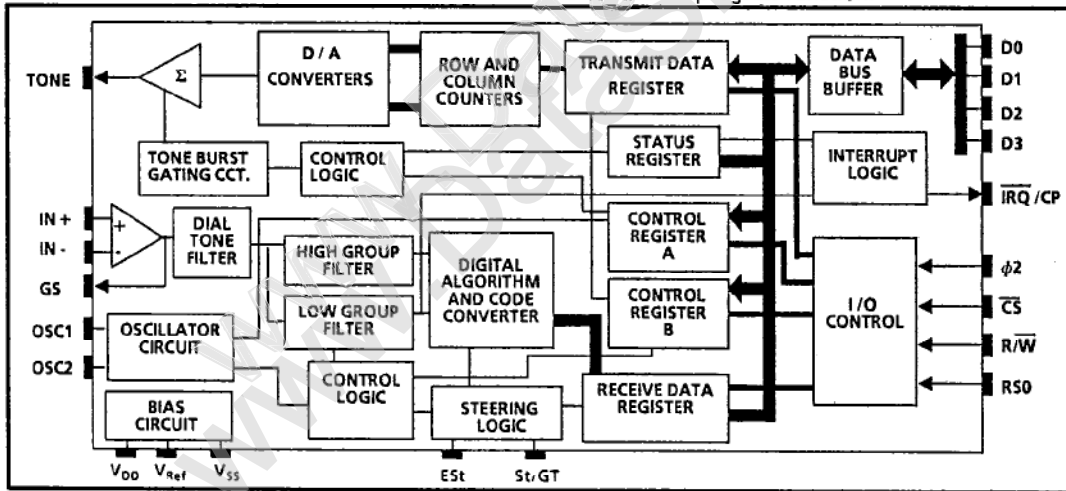 TONE
Σ
D / A
CONVERTERS
ROW AND
COLUMN
COUNTERS
TRANSMIT DATA
REGISTER
DATA
BUS
BUFFER
D0
D1
D2
D3
TONE BURST
GATING CCT.
CONTROL
LOGIC
STATUS
REGISTER
INTERRUPT
LOGIC
I̅R̅Q̅ /CP
IN +
IN -
GS
+
-
DIAL
TONE
FILTER
HIGH GROUP
FILTER
LOW GROUP
FILTER
DIGITAL
ALGORITHM
AND CODE
CONVERTER
CONTROL
REGISTER
A
CONTROL
REGISTER
B
I/O
CONTROL
ϕ2
C̅S̅
R/W̅
RS0
OSC1
OSC2
OSCILLATOR
CIRCUIT
CONTROL
LOGIC
BIAS
CIRCUIT
STEERING
LOGIC
RECEIVE DATA
REGISTER
VDD
VRef
VSS
ESt
St/GT